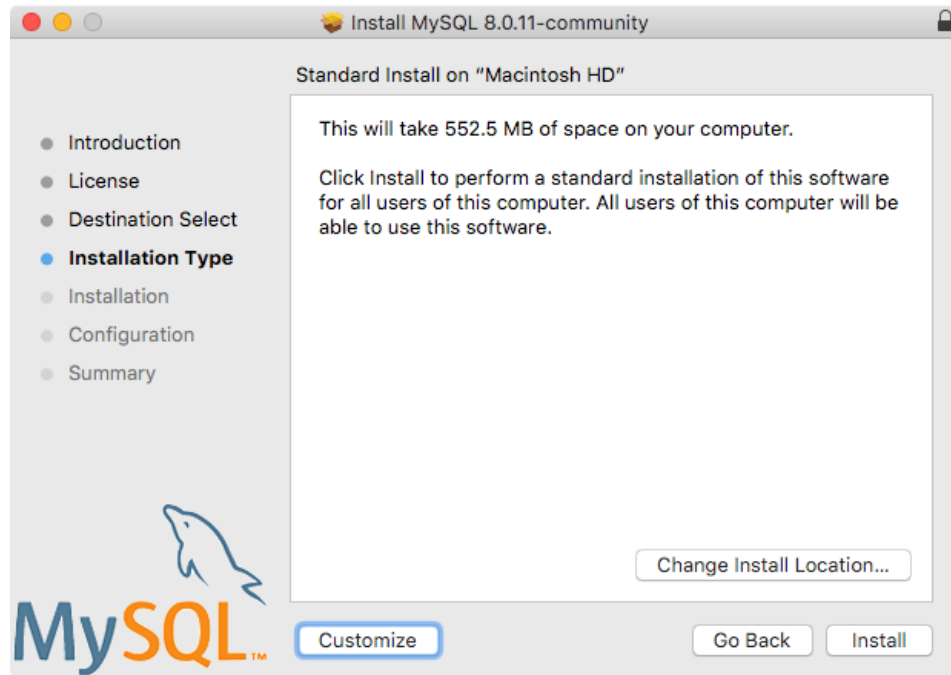 Install MySQL 8.0.11-community
Standard Install on “Macintosh HD”
Introduction
License
Destination Select
Installation Type
Installation
Configuration
Summary
This will take 552.5 MB of space on your computer.
Click Install to perform a standard installation of this software
for all users of this computer. All users of this computer will be
able to use this software.
Change Install Location...
MySQL™
Customize
Go Back
Install